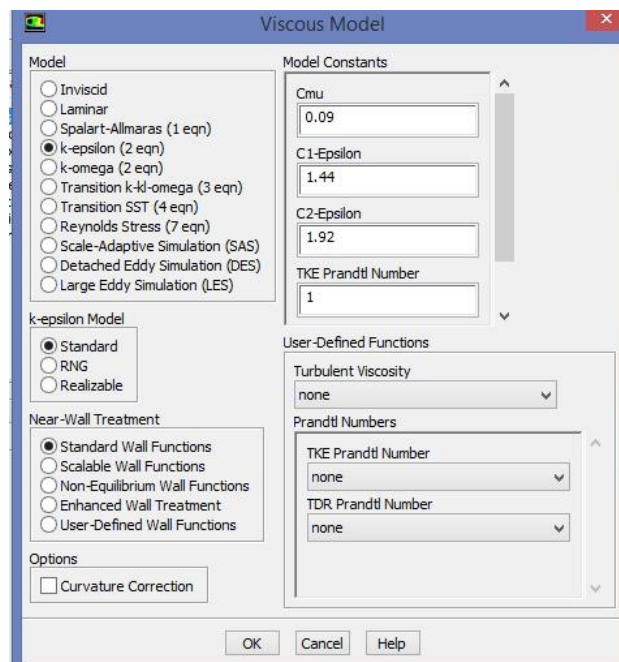 Viscous Model
Model
Inviscid
Laminar
Spalart-Allmaras (1 eqn)
k-epsilon (2 eqn)
k-omega (2 eqn)
Transition k-kl-omega (3 eqn)
Transition SST (4 eqn)
Reynolds Stress (7 eqn)
Scale-Adaptive Simulation (SAS)
Detached Eddy Simulation (DES)
Large Eddy Simulation (LES)
k-epsilon Model
Standard
RNG
Realizable
Near-Wall Treatment
Standard Wall Functions
Scalable Wall Functions
Non-Equilibrium Wall Functions
Enhanced Wall Treatment
User-Defined Wall Functions
Options
Curvature Correction
Model Constants
Cmu
0.09
C1-Epsilon
1.44
C2-Epsilon
1.92
TKE Prandtl Number
1
User-Defined Functions
Turbulent Viscosity
none
Prandtl Numbers
TKE Prandtl Number
none
TDR Prandtl Number
none
OK
Cancel
Help